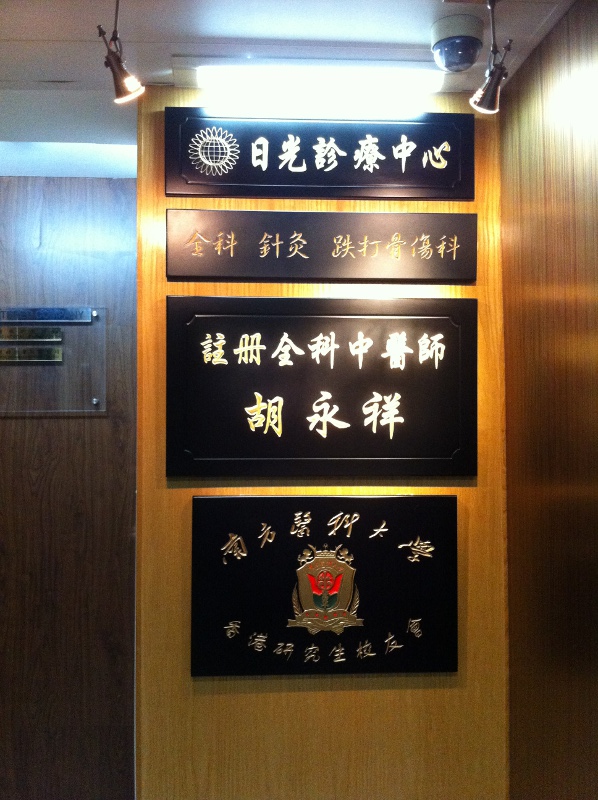 日光診療中心
全科 針灸 跌打骨傷科
註冊全科中醫師
胡永祥
南方醫科大學
香港研究生校友會